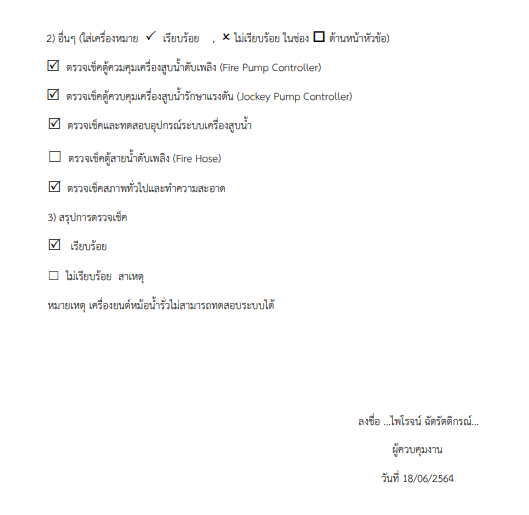 2) อื่นๆ (ใส่เครื่องหมาย ✓ เรียบร้อย , × ไม่เรียบร้อย ในช่อง ☐ ด้านหน้าหัวข้อ)
☑ ตรวจเช็คตู้ควมคุมเครื่องสูบน้ำดับเพลิง (Fire Pump Controller)
☑ ตรวจเช็คตู้ควบคุมเครื่องสูบน้ำรักษาแรงดัน (Jockey Pump Controller)
☑ ตรวจเช็คและทดสอบอุปกรณ์ระบบเครื่องสูบน้ำ
☐ ตรวจเช็คตู้สายน้ำดับเพลิง (Fire Hose)
☑ ตรวจเช็คสภาพทั่วไปและทำความสะอาด
3) สรุปการตรวจเช็ค
☑ เรียบร้อย
☐ ไม่เรียบร้อย สาเหตุ
หมายเหตุ เครื่องยนต์หม้อน้ำรั่วไม่สามารถทดสอบระบบได้
ลงชื่อ ...ไพโรจน์ ฉัตรัตติกรณ์...
ผู้ควบคุมงาน
วันที่ 18/06/2564